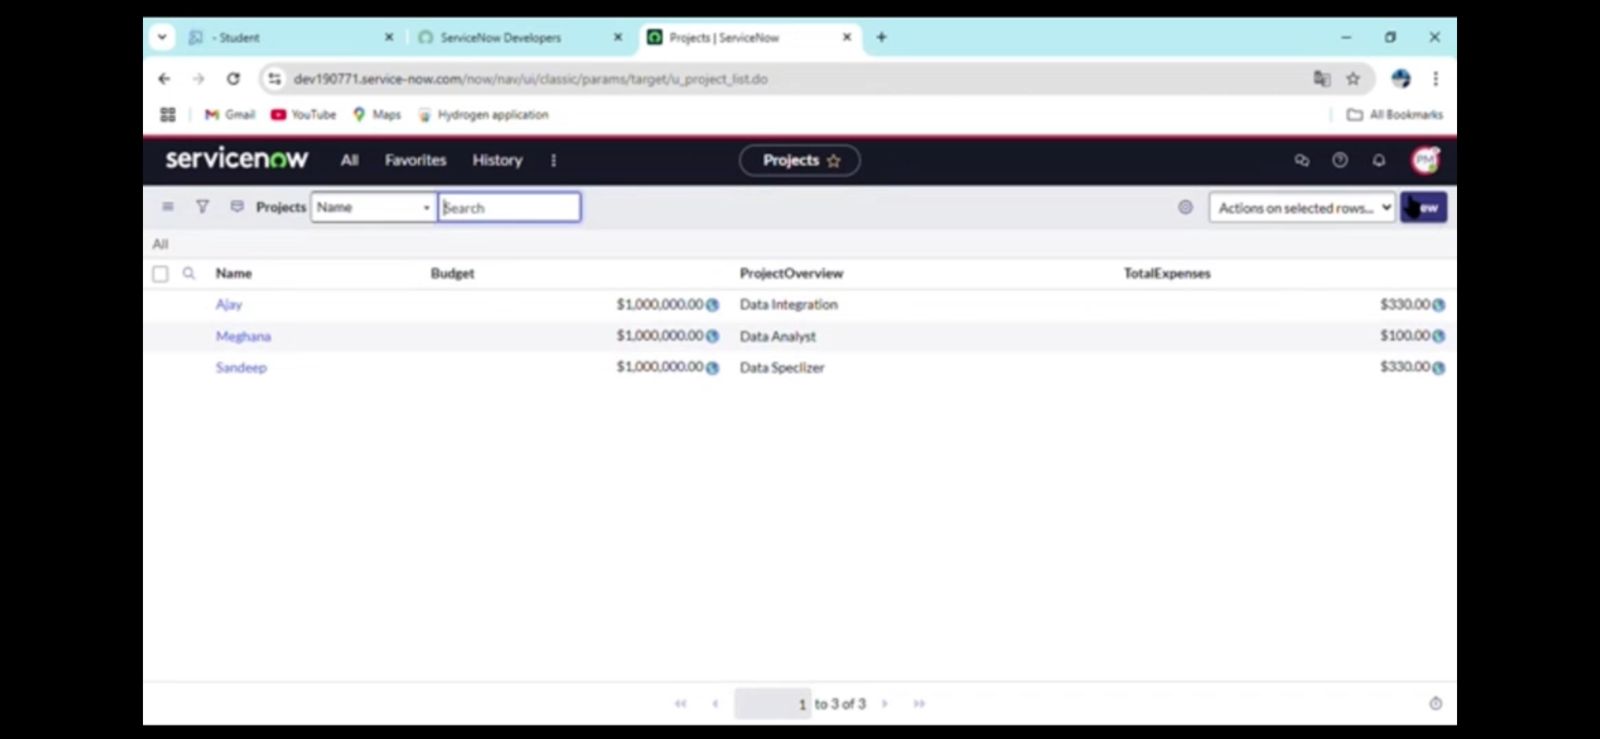 - Student
ServiceNow Developers
Projects | ServiceNow
dev190771.service-now.com/now/nav/ui/classic/params/target/u_project_list.do
Gmail YouTube Maps Hydrogen application All Bookmarks
servicenow All Favorites History Projects PM
Projects Name Search Actions on selected rows...
All
Name Budget ProjectOverview TotalExpenses
Ajay $1,000,000.00 Data Integration $330.00
Meghana $1,000,000.00 Data Analyst $100.00
Sandeep $1,000,000.00 Data Speclizer $330.00
1 to 3 of 3